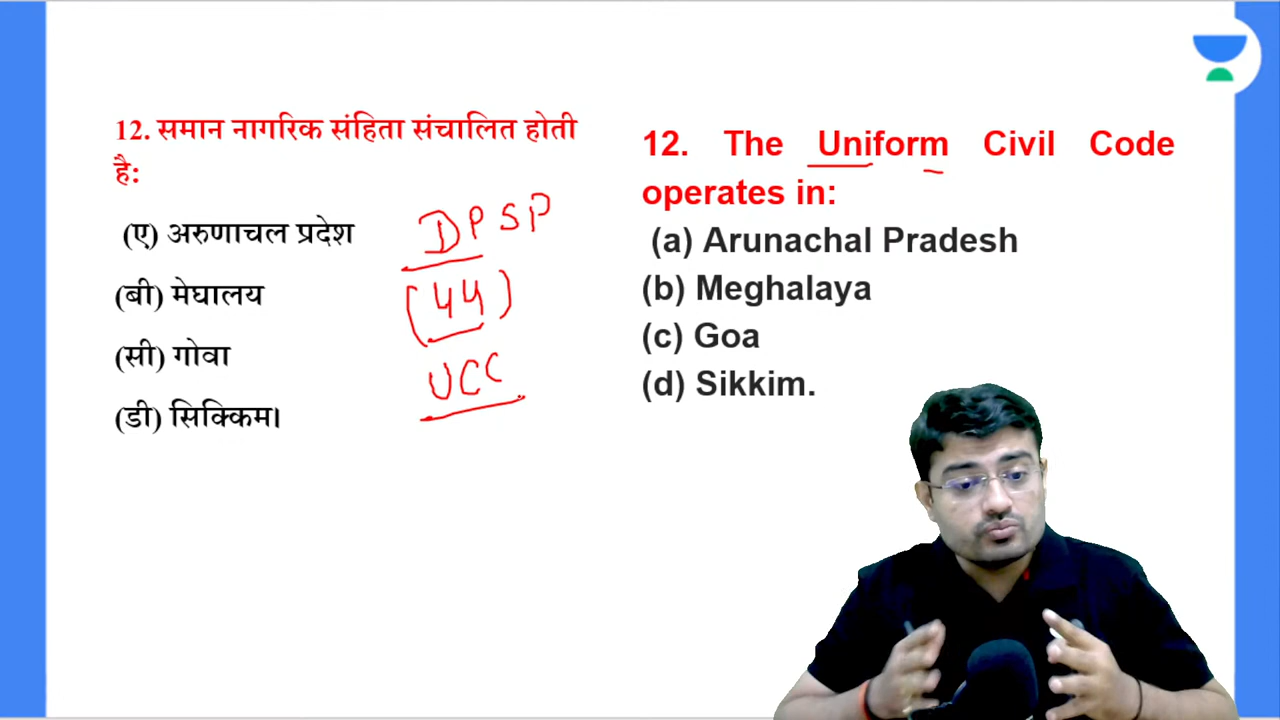 12. समान नागरिक संहिता संचालित होती
है:
(ए) अरुणाचल प्रदेश
(बी) मेघालय
(सी) गोवा
(डी) सिक्किम।
DPSP
(44)
UCC
12. The Uniform Civil Code
operates in:
(a) Arunachal Pradesh
(b) Meghalaya
(c) Goa
(d) Sikkim.